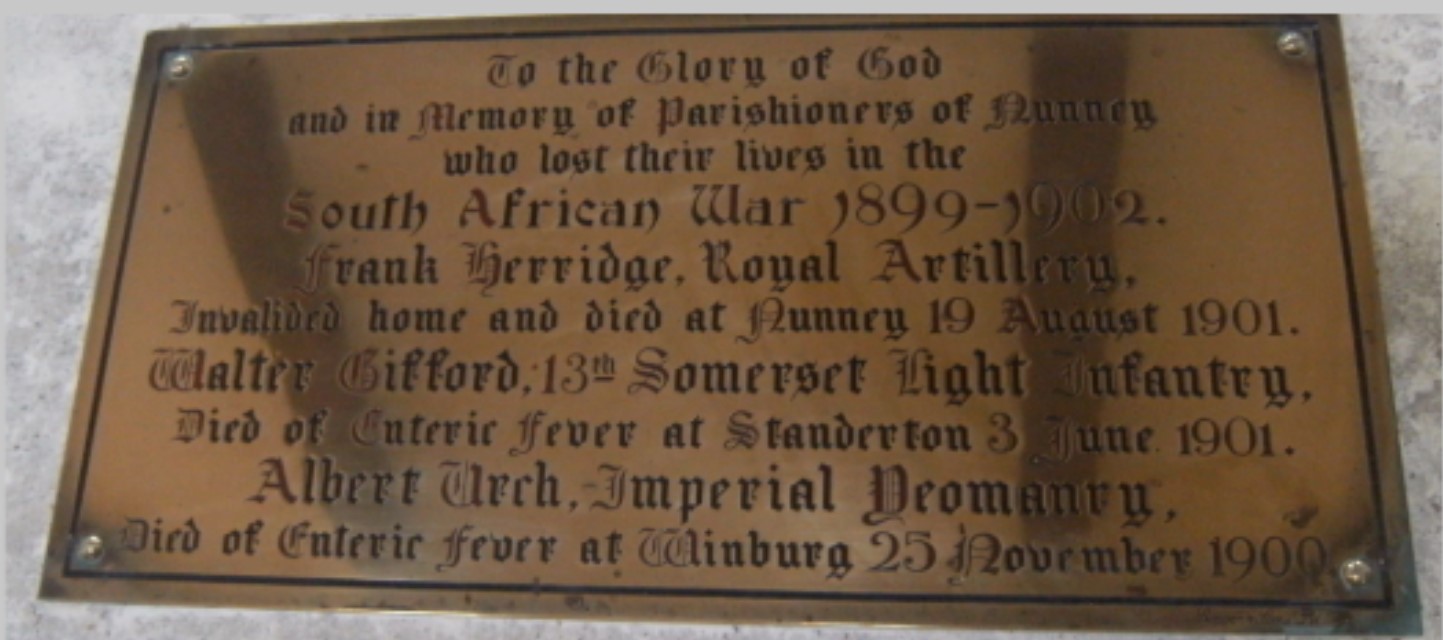 To the Glory of God
and in Memory of Parishioners of Nunney
who lost their lives in the
South African War 1899-1902.
Frank Herridge, Royal Artillery,
Invalided home and died at Nunney 19 August 1901.
Walter Gifford, 13th Somerset Light Infantry,
Died of Enteric Fever at Standerton 3 June 1901.
Albert Urch, Imperial Yeomanry,
Died of Enteric Fever at Winburg 25 November 1900